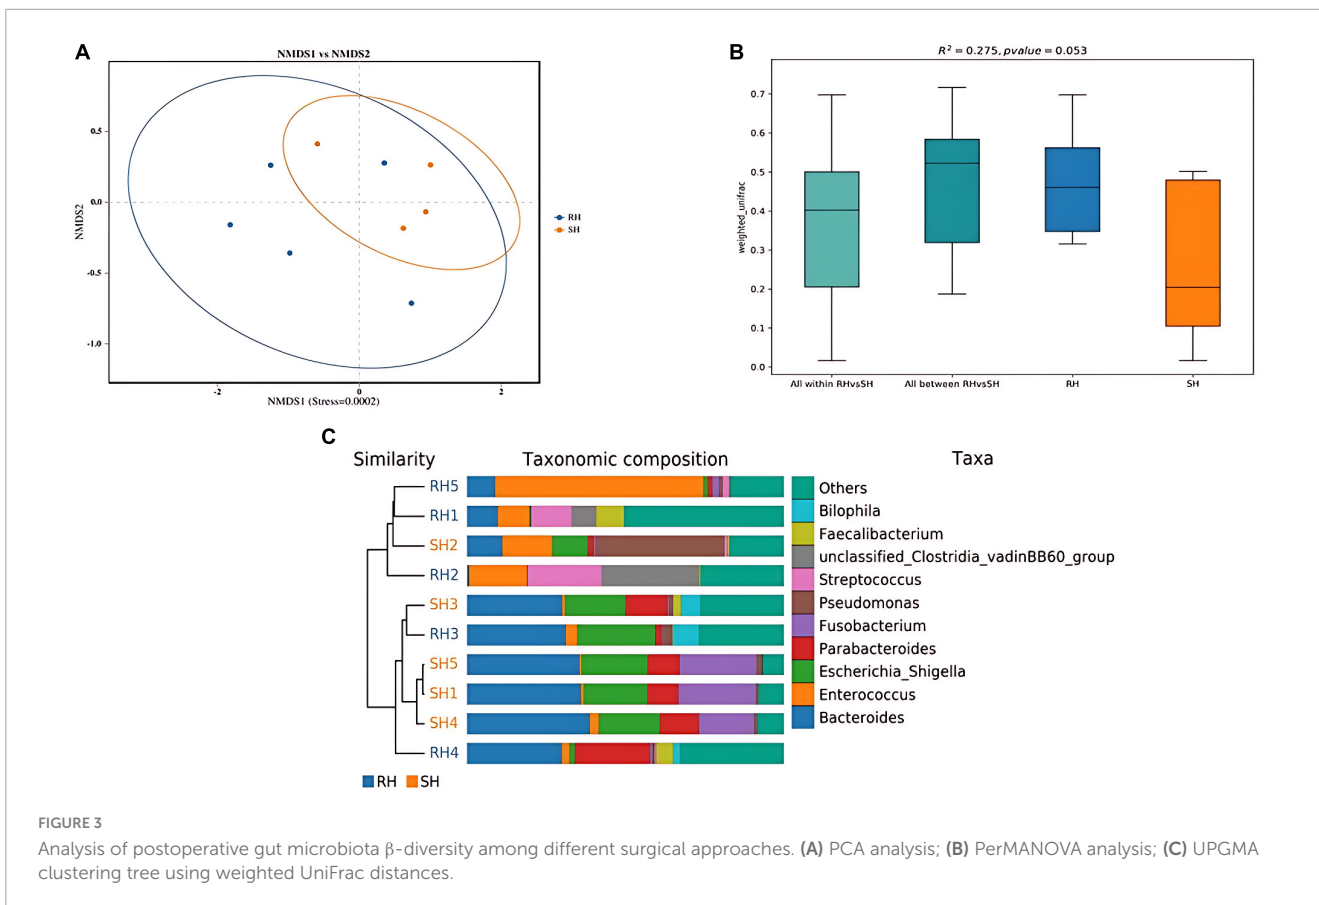 A
NMDS1 vs NMDS2
0.5
0.0
-0.5
-1.0
NMDS2
-2
0
2
NMDS1 (Stress=0.0002)
RH
SH
B
R² = 0.275, pvalue = 0.053
0.7
0.6
0.5
0.4
0.3
0.2
0.1
0.0
weighted_unifrac
All within RHvsSH
All between RHvsSH
RH
SH
C
Similarity
Taxonomic composition
Taxa
RH5
RH1
SH2
RH2
SH3
RH3
SH5
SH1
SH4
RH4
RH
SH
Others
Bilophila
Faecalibacterium
unclassified_Clostridia_vadinBB60_group
Streptococcus
Pseudomonas
Fusobacterium
Parabacteroides
Escherichia_Shigella
Enterococcus
Bacteroides
FIGURE 3
Analysis of postoperative gut microbiota β-diversity among different surgical approaches. (A) PCA analysis; (B) PerMANOVA analysis; (C) UPGMA
clustering tree using weighted UniFrac distances.